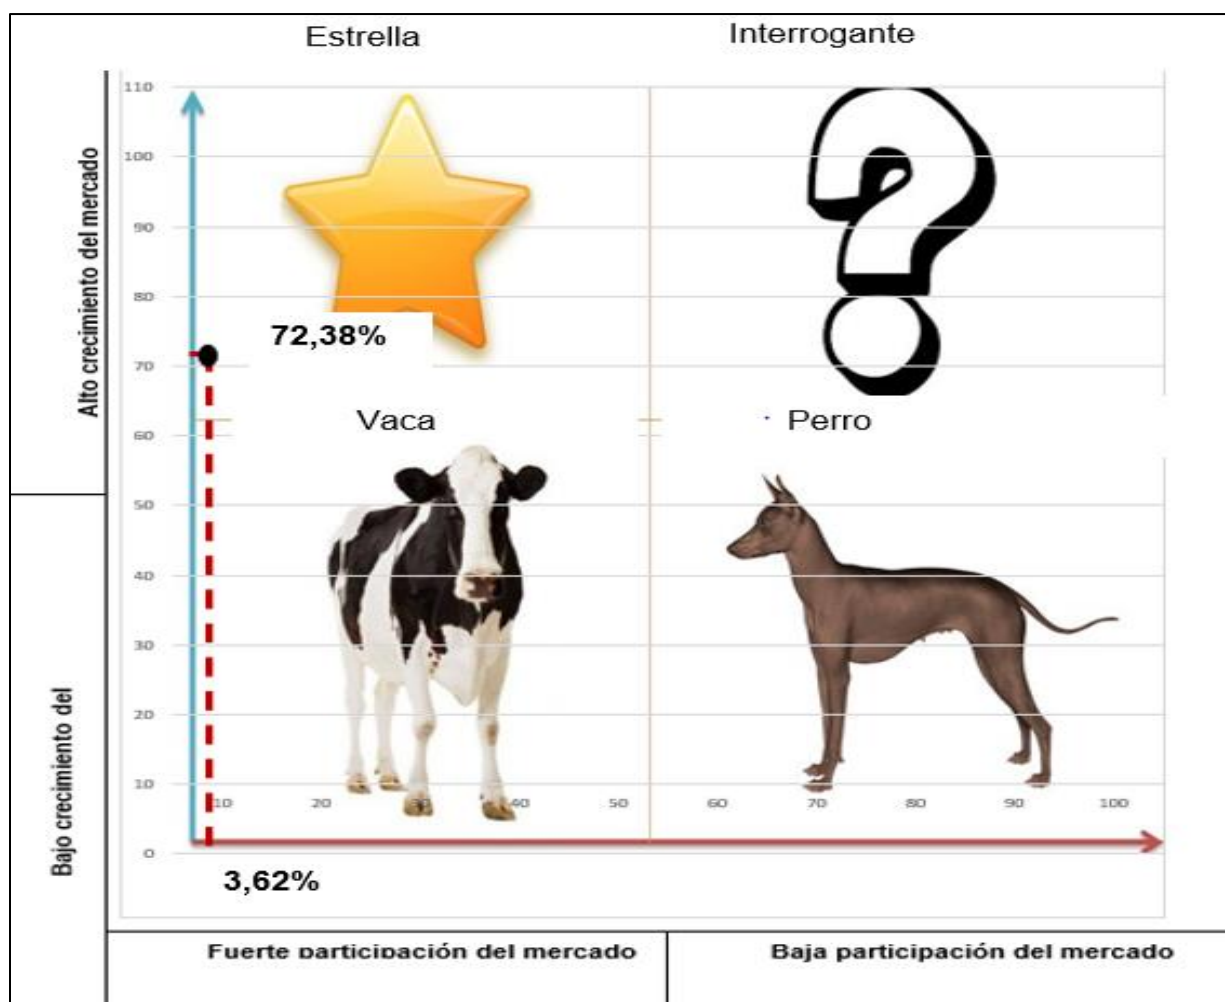 Estrella
Interrogante
Alto crecimiento del mercado
110
100
90
80
72,38%
70
60
Vaca
Perro
50
40
30
20
10
Bajo crecimiento del
10 20 30 40 50 60 70 80 90 100
0
3,62%
Fuerte participación del mercado
Baja participación del mercado